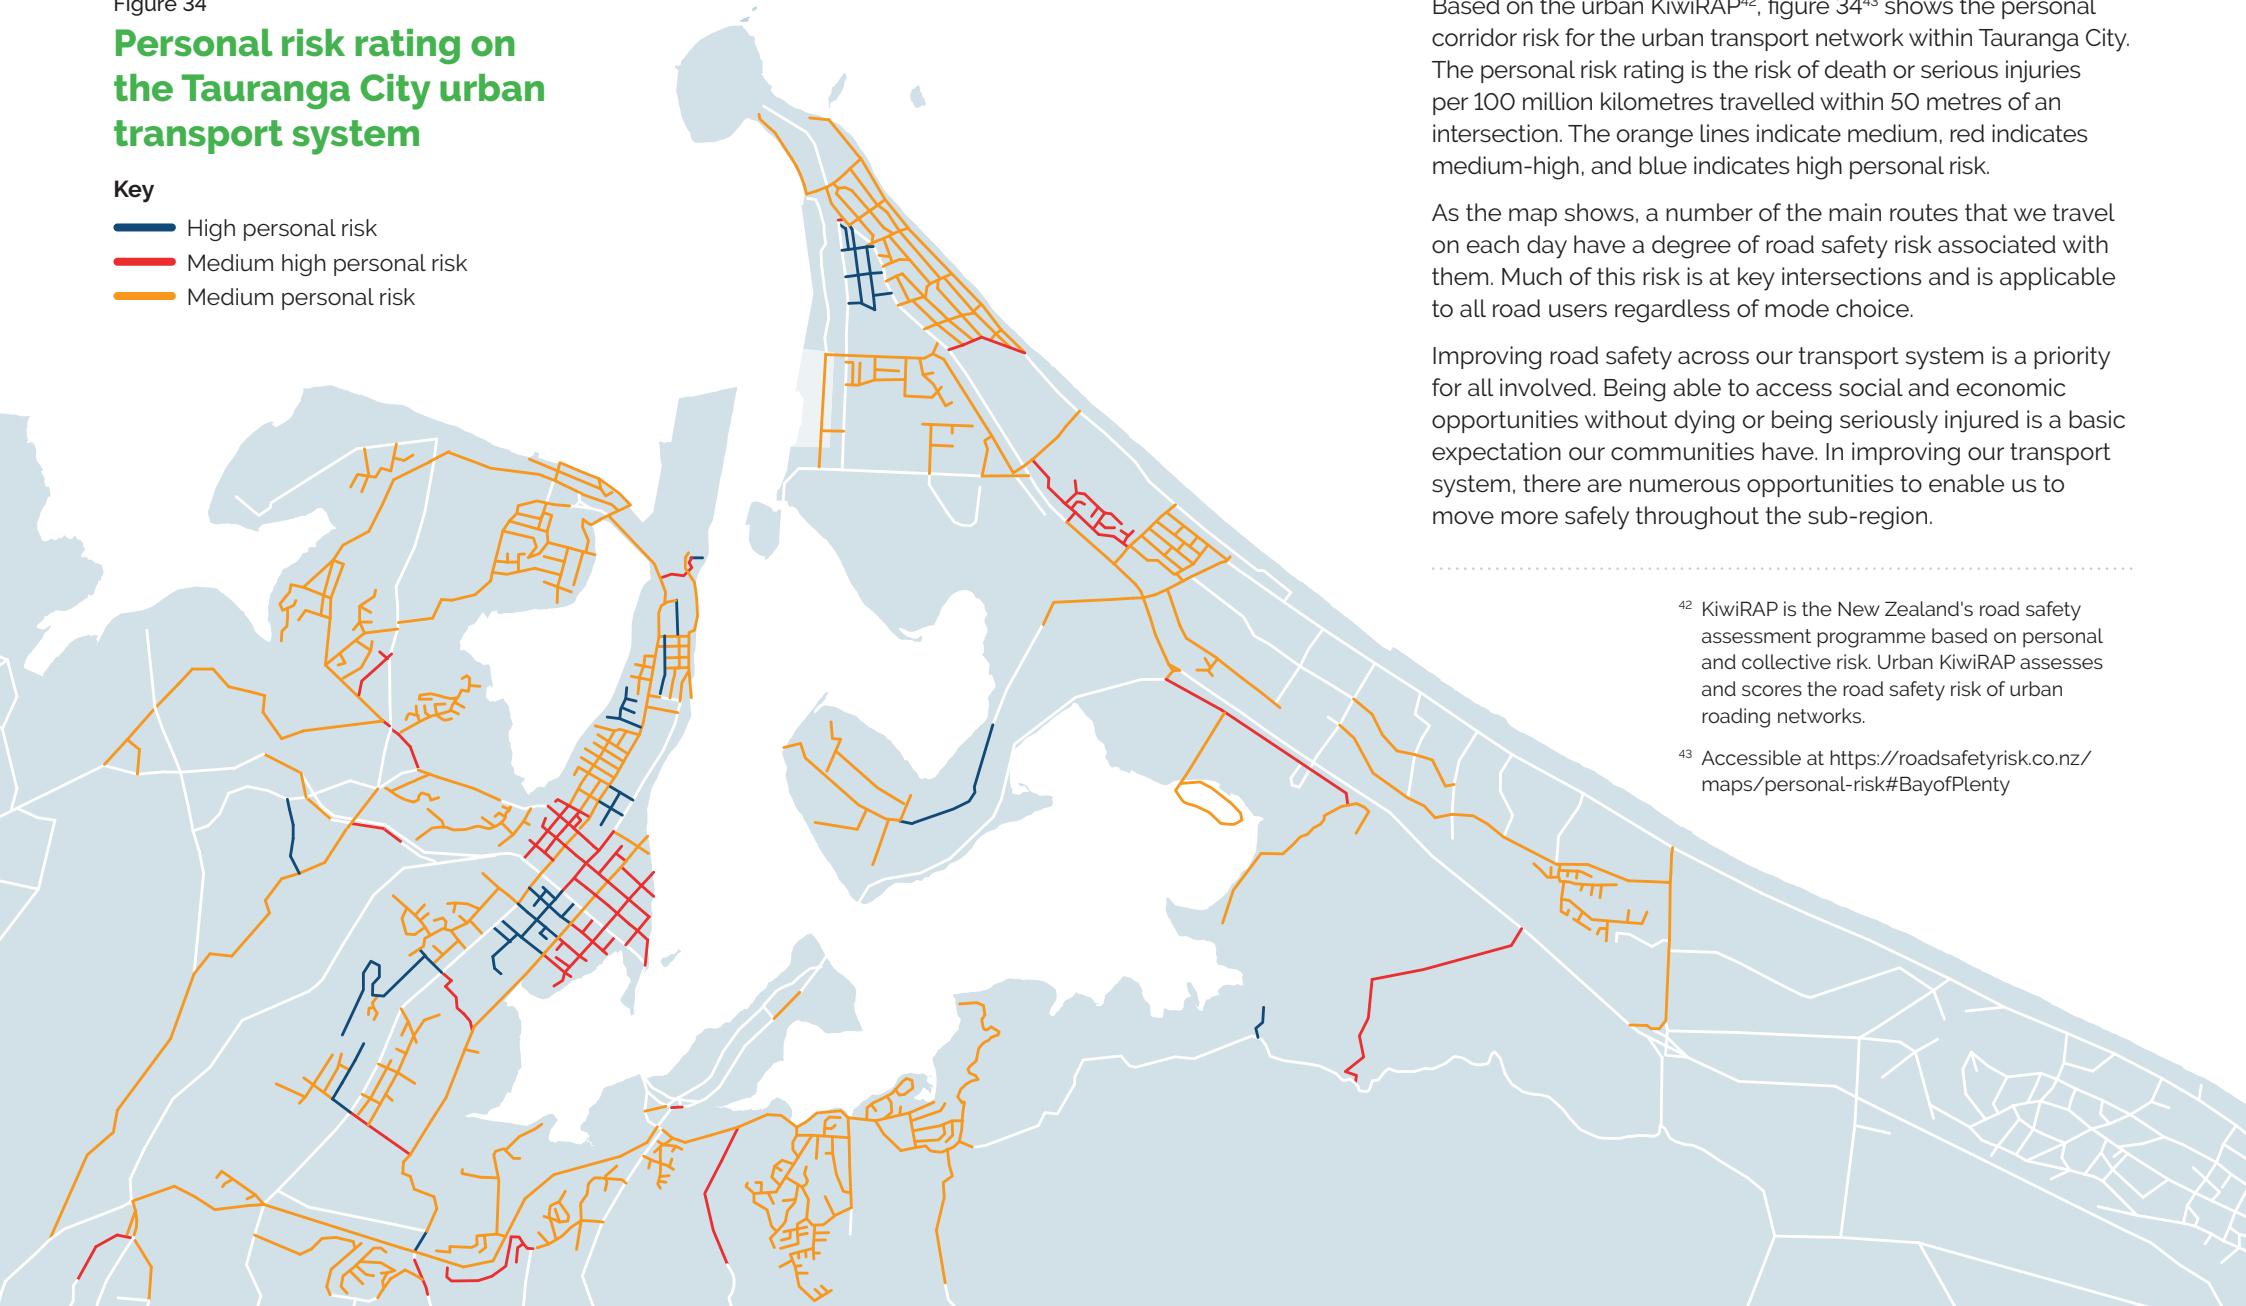 Figure 34
Personal risk rating on
the Tauranga City urban
transport system
Key
High personal risk
Medium high personal risk
Medium personal risk
Based on the urban KiwiRAP⁴², figure 34⁴³ shows the personal
corridor risk for the urban transport network within Tauranga City.
The personal risk rating is the risk of death or serious injuries
per 100 million kilometres travelled within 50 metres of an
intersection. The orange lines indicate medium, red indicates
medium-high, and blue indicates high personal risk.
As the map shows, a number of the main routes that we travel
on each day have a degree of road safety risk associated with
them. Much of this risk is at key intersections and is applicable
to all road users regardless of mode choice.
Improving road safety across our transport system is a priority
for all involved. Being able to access social and economic
opportunities without dying or being seriously injured is a basic
expectation our communities have. In improving our transport
system, there are numerous opportunities to enable us to
move more safely throughout the sub-region.
⁴² KiwiRAP is the New Zealand's road safety
assessment programme based on personal
and collective risk. Urban KiwiRAP assesses
and scores the road safety risk of urban
roading networks.
⁴³ Accessible at https://roadsafetyrisk.co.nz/
maps/personal-risk#BayofPlenty